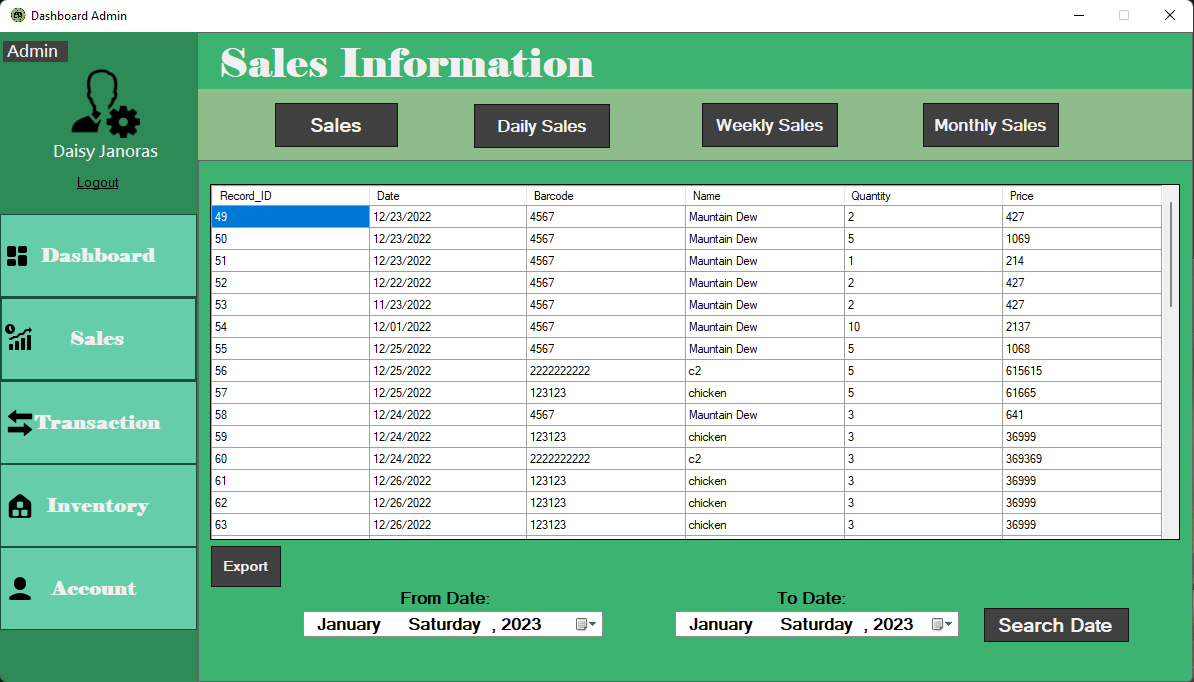 Dashboard Admin
Admin
Daisy Janoras
Logout
Dashboard
Sales
Transaction
Inventory
Account
Sales Information
Sales Daily Sales Weekly Sales Monthly Sales
Record_ID Date Barcode Name Quantity Price
49 12/23/2022 4567 Mauntain Dew 2 427
50 12/23/2022 4567 Mauntain Dew 5 1069
51 12/23/2022 4567 Mauntain Dew 1 214
52 12/22/2022 4567 Mauntain Dew 2 427
53 11/23/2022 4567 Mauntain Dew 2 427
54 12/01/2022 4567 Mauntain Dew 10 2137
55 12/25/2022 4567 Mauntain Dew 5 1068
56 12/25/2022 2222222222 c2 5 615615
57 12/25/2022 123123 chicken 5 61665
58 12/24/2022 4567 Mauntain Dew 3 641
59 12/24/2022 123123 chicken 3 36999
60 12/24/2022 2222222222 c2 3 369369
61 12/26/2022 123123 chicken 3 36999
62 12/26/2022 123123 chicken 3 36999
63 12/26/2022 123123 chicken 3 36999
Export
From Date: To Date:
January Saturday , 2023 January Saturday , 2023 Search Date